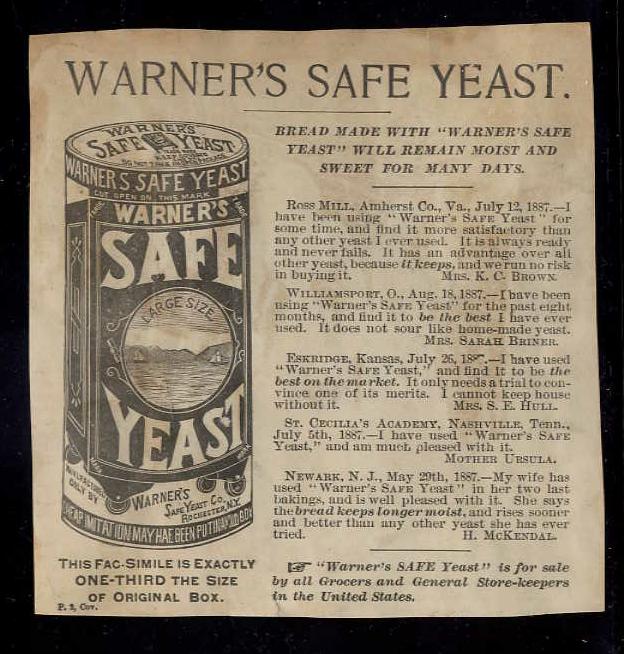 WARNER'S SAFE YEAST.
WARNER'S
SAFE YEAST
WARNER'S SAFE YEAST
CUT OPEN ON THIS MARK
WARNER'S
SAFE
LARGE SIZE
YEAST
MANUFACTURED
ONLY BY
WARNER'S
SAFE YEAST CO.
ROCHESTER, N.Y.
IMITATION MAY HAE BEEN PUT IN
THIS FAC-SIMILE IS EXACTLY
ONE-THIRD THE SIZE
OF ORIGINAL BOX.
P. 2, Cov.
BREAD MADE WITH "WARNER'S SAFE
YEAST" WILL REMAIN MOIST AND
SWEET FOR MANY DAYS.
ROSS MILL, Amherst Co., Va., July 12, 1887.—I
have been using "Warner's SAFE Yeast" for
some time, and find it more satisfactory than
any other yeast I ever used. It is always ready
and never fails. It has an advantage over all
other yeast, because it keeps, and we run no risk
in buying it. MRS. K. C. BROWN.
WILLIAMSPORT, O., Aug. 18, 1887.—I have been
using "Warner's SAFE Yeast" for the past eight
months, and find it to be the best I have ever
used. It does not sour like home-made yeast.
MRS. SARAH BRINER.
ESKRIDGE, Kansas, July 26, 188.—I have used
"Warner's SAFE Yeast," and find it to be the
best on the market. It only needs a trial to con-
vince one of its merits. I cannot keep house
without it. MRS. S. E. HULL.
ST. CECILIA'S ACADEMY, NASHVILLE, Tenn.,
July 5th, 1887.—I have used "Warner's SAFE
Yeast," and am much pleased with it.
MOTHER URSULA.
NEWARK, N. J., May 29th, 1887.—My wife has
used "Warner's SAFE Yeast" in her two last
bakings, and is well pleased with it. She says
the bread keeps longer moist, and rises sooner
and better than any other yeast she has ever
tried. H. MCKENDAL.
☞ "Warner's SAFE Yeast" is for sale
by all Grocers and General Store-keepers
in the United States.